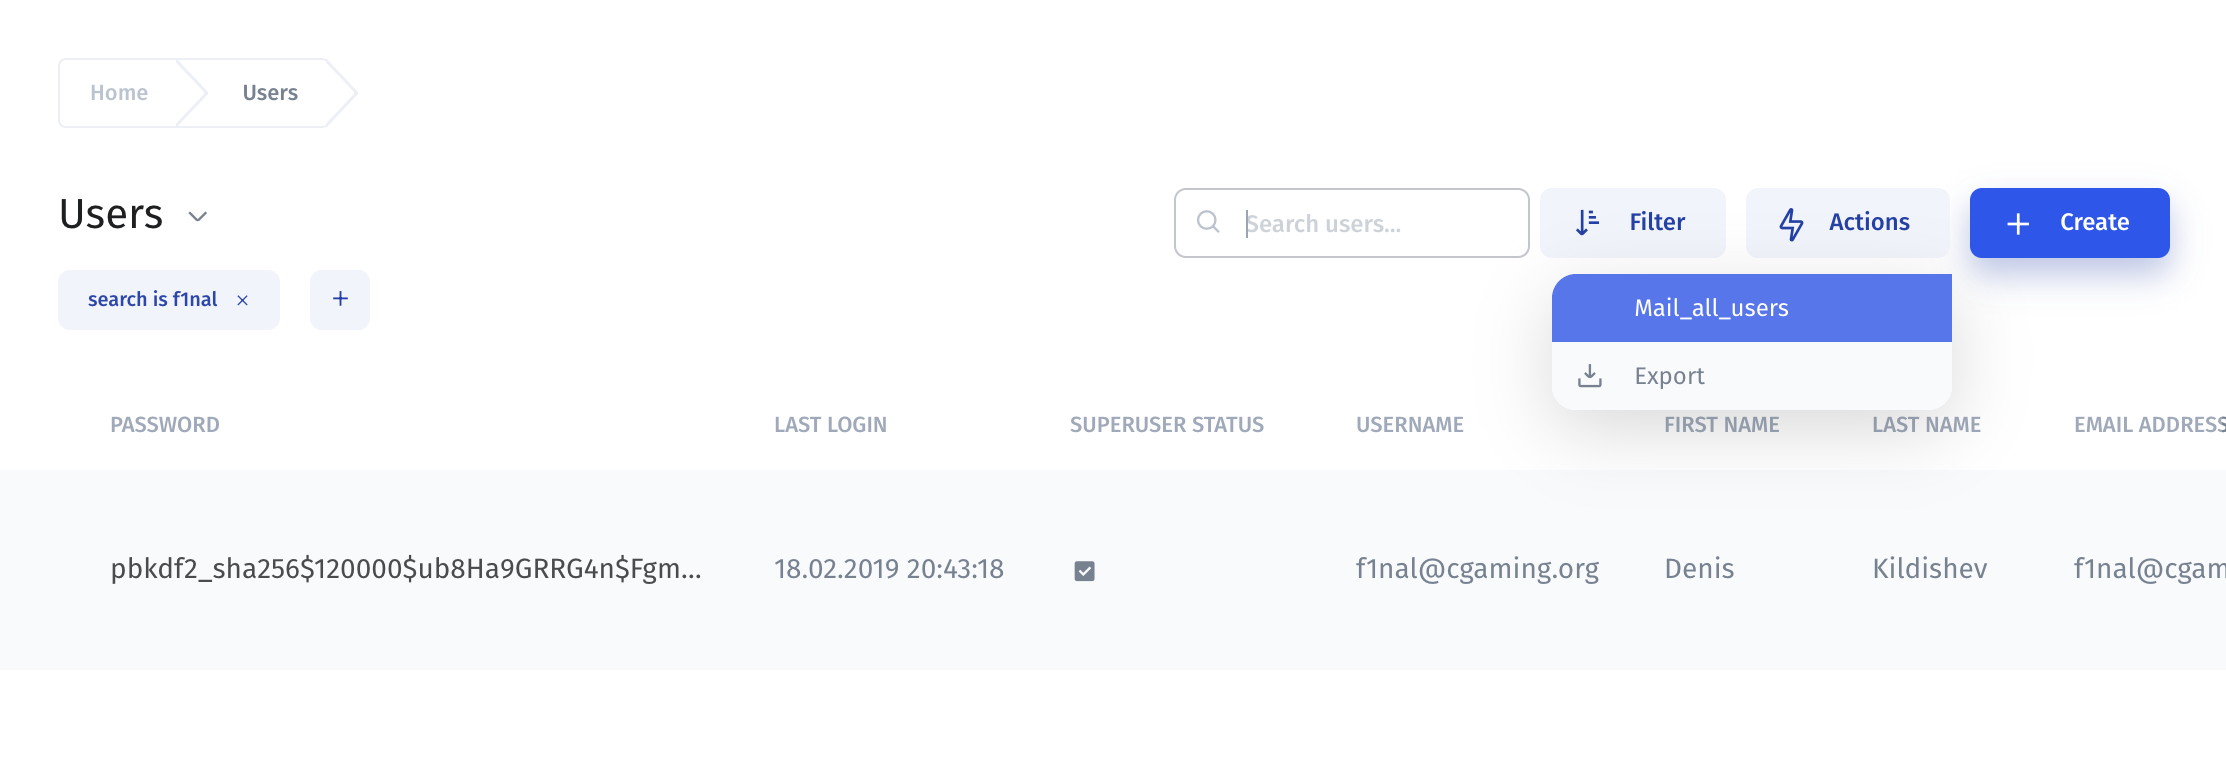 Home Users
Users
Search users... Filter Actions Create
search is f1nal × +
Mail_all_users
Export
PASSWORD LAST LOGIN SUPERUSER STATUS USERNAME FIRST NAME LAST NAME EMAIL ADDRESS
pbkdf2_sha256$120000$ub8Ha9GRRG4n$Fgm... 18.02.2019 20:43:18 f1nal@cgaming.org Denis Kildishev f1nal@cgam